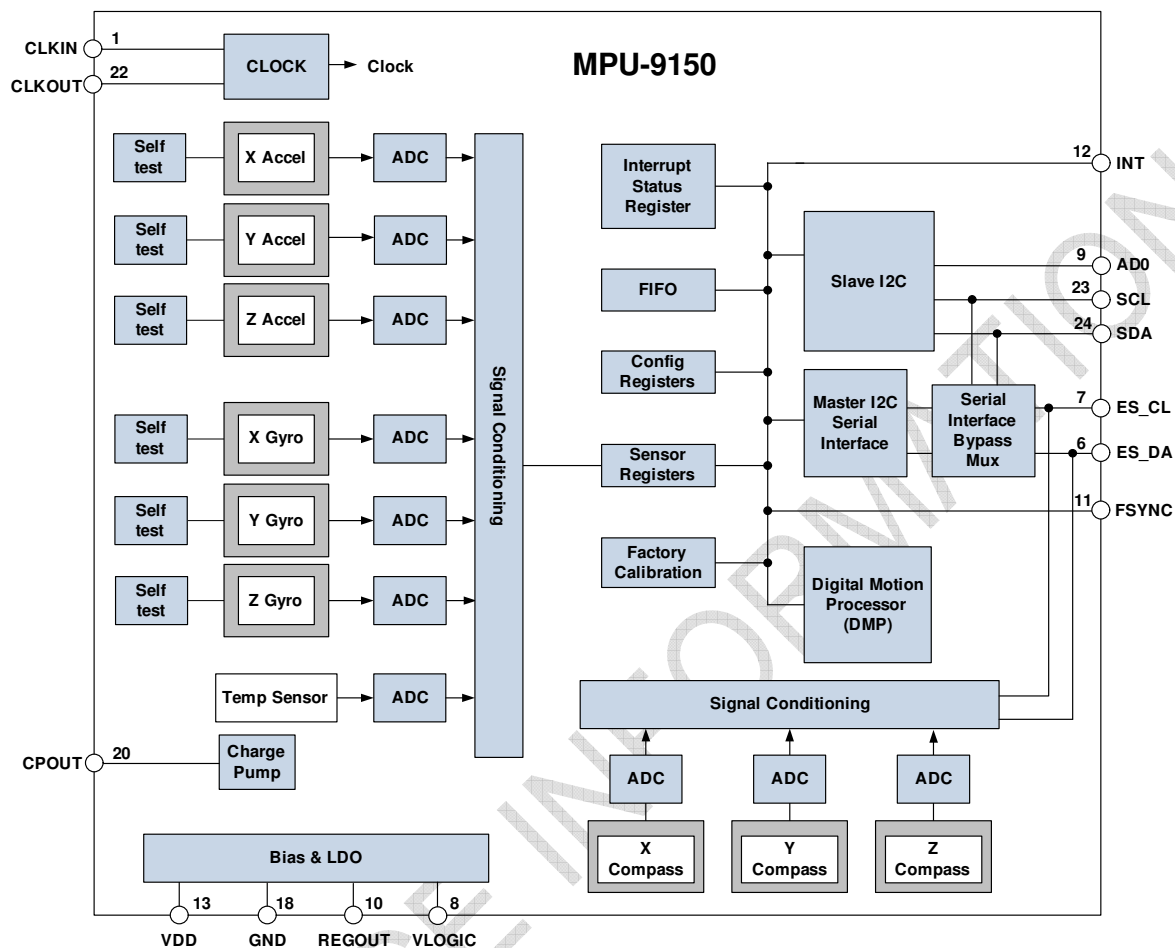 MPU-9150
CLKIN
1
CLKOUT
22
CLOCK
Clock
Self
test
X Accel
ADC
Self
test
Y Accel
ADC
Self
test
Z Accel
ADC
Self
test
X Gyro
ADC
Self
test
Y Gyro
ADC
Self
test
Z Gyro
ADC
Temp Sensor
ADC
Signal Conditioning
CPOUT
20
Charge
Pump
Bias & LDO
13
18
10
8
VDD
GND
REGOUT
VLOGIC
Interrupt
Status
Register
FIFO
Config
Registers
Sensor
Registers
Factory
Calibration
Slave I2C
Master I2C
Serial
Interface
Serial
Interface
Bypass
Mux
Digital Motion
Processor
(DMP)
12
INT
9
AD0
23
SCL
24
SDA
7
ES_CL
6
ES_DA
11
FSYNC
Signal Conditioning
ADC
ADC
ADC
X
Compass
Y
Compass
Z
Compass
E INFORMATION